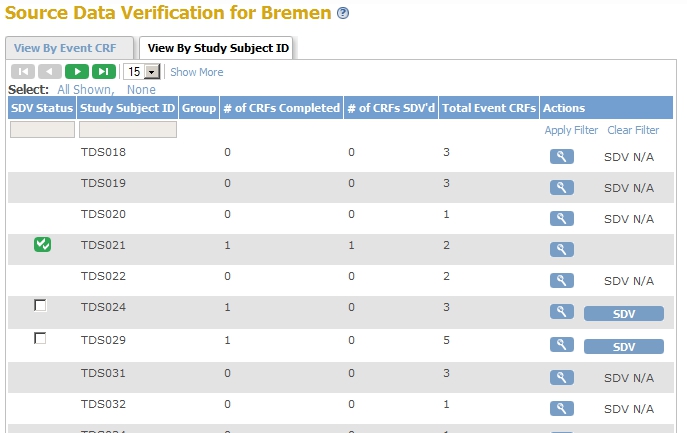 Source Data Verification for Bremen ?
View By Event CRF View By Study Subject ID
15 Show More
Select: All Shown, None
SDV Status Study Subject ID Group # of CRFs Completed # of CRFs SDV'd Total Event CRFs Actions
Apply Filter Clear Filter
TDS018 0 0 3 SDV N/A
TDS019 0 0 3 SDV N/A
TDS020 0 0 1 SDV N/A
TDS021 1 1 2
TDS022 0 0 2 SDV N/A
TDS024 1 0 3 SDV
TDS029 1 0 5 SDV
TDS031 0 0 3 SDV N/A
TDS032 0 0 1 SDV N/A